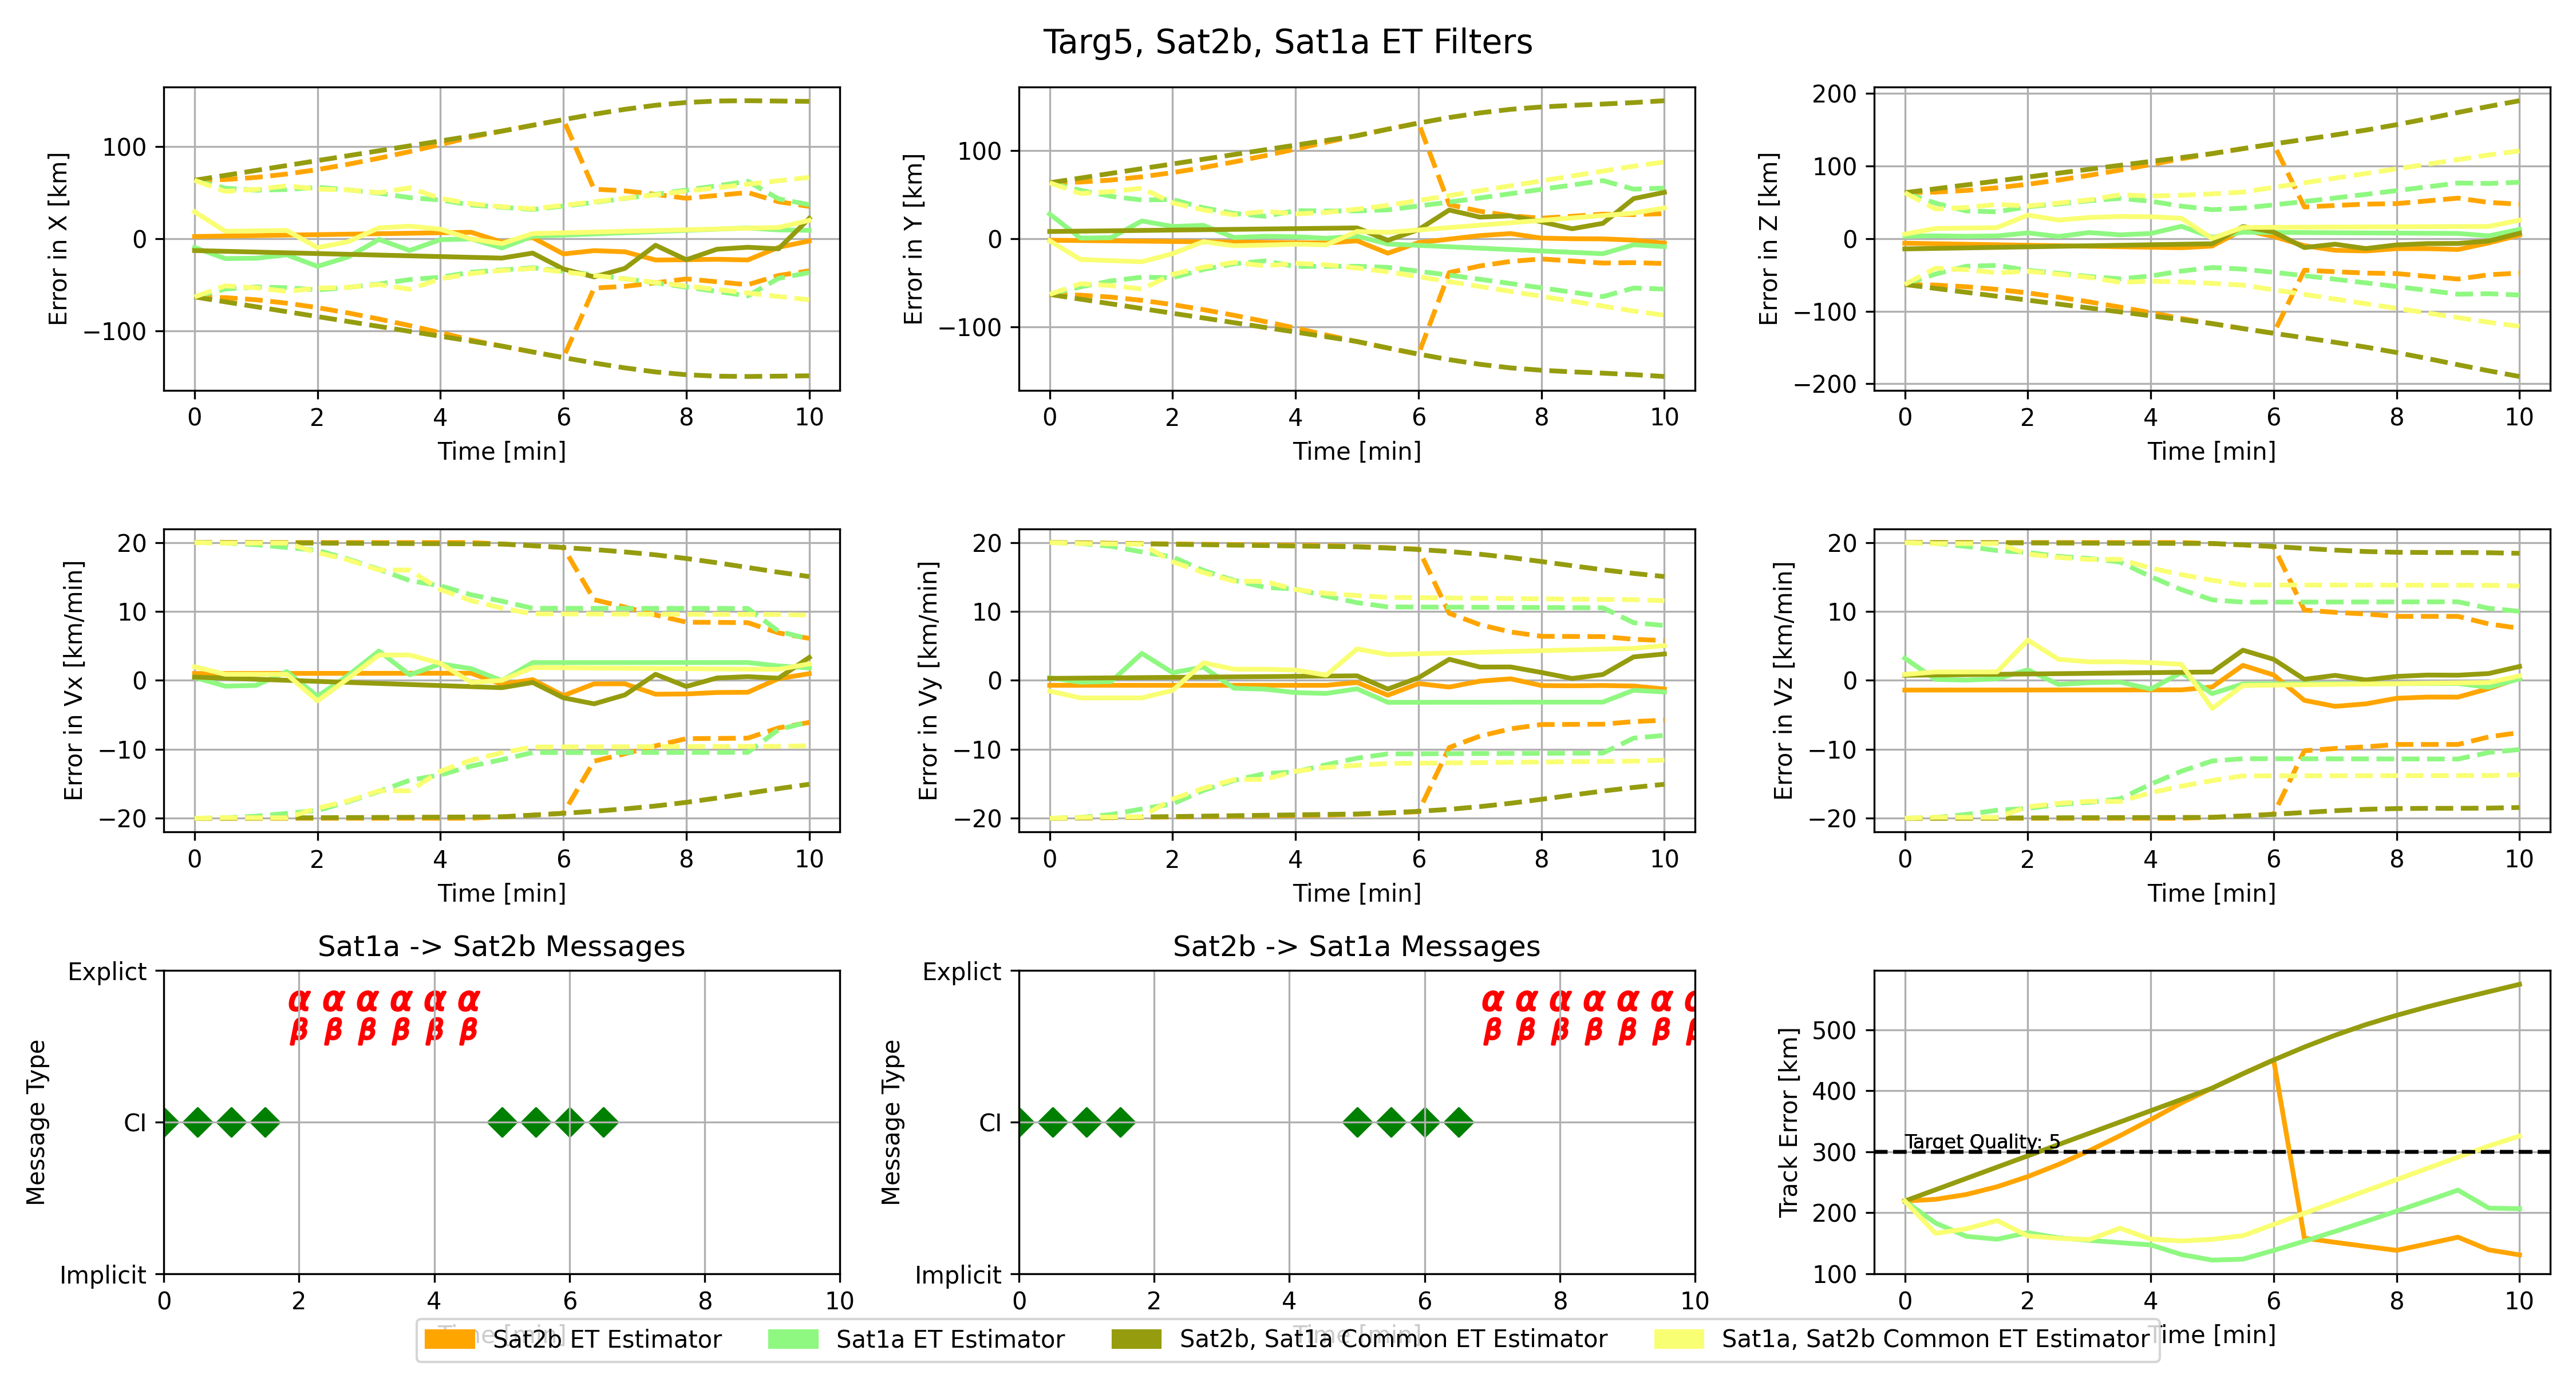 Targ5, Sat2b, Sat1a ET Filters
Error in X [km]
100
0
−100
0 2 4 6 8 10
Time [min]
Error in Y [km]
100
0
−100
0 2 4 6 8 10
Time [min]
Error in Z [km]
200
100
0
−100
−200
0 2 4 6 8 10
Time [min]
Error in Vx [km/min]
20
10
0
−10
−20
0 2 4 6 8 10
Time [min]
Error in Vy [km/min]
20
10
0
−10
−20
0 2 4 6 8 10
Time [min]
Error in Vz [km/min]
20
10
0
−10
−20
0 2 4 6 8 10
Time [min]
Sat1a -> Sat2b Messages
Message Type
Explict
α α α α α α
β β β β β β
CI
Implicit
0 2 4 6 8 10
Time [min]
Sat2b -> Sat1a Messages
Message Type
Explict
α α α α α α α
β β β β β β β
CI
Implicit
0 2 4 6 8 10
Time [min]
Track Error [km]
500
400
300
200
100
Target Quality: 5
0 2 4 6 8 10
Time [min]
Sat2b ET Estimator
Sat1a ET Estimator
Sat2b, Sat1a Common ET Estimator
Sat1a, Sat2b Common ET Estimator